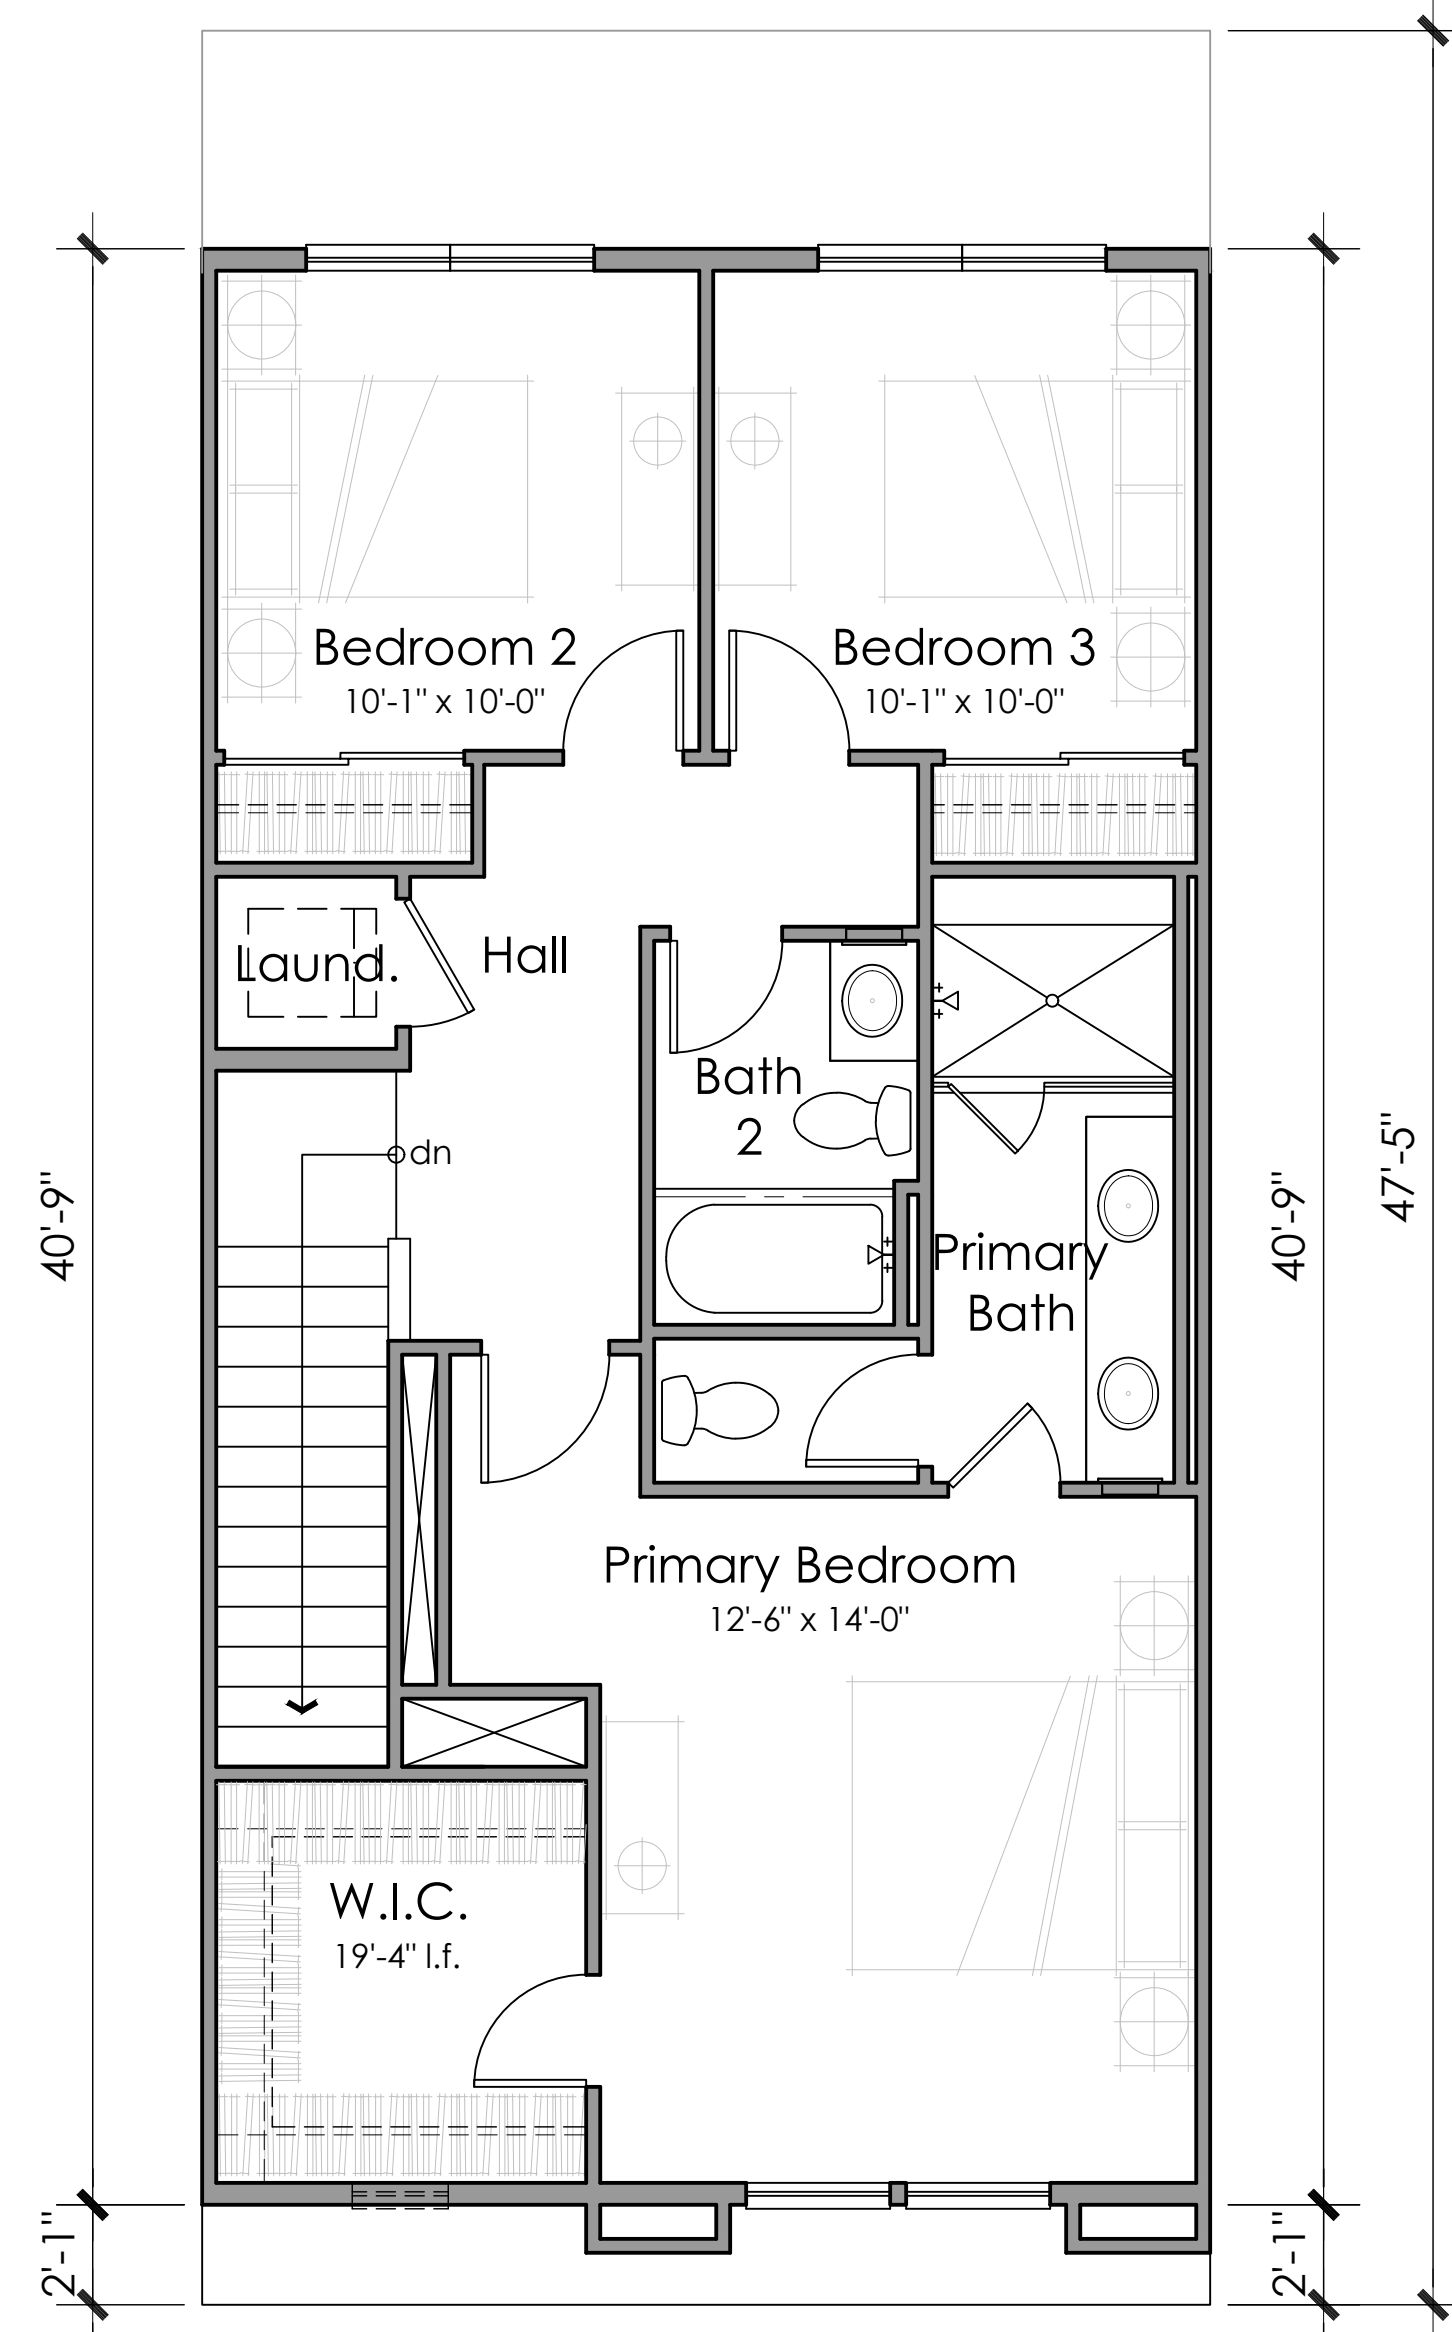 Bedroom 2
10'-1" x 10'-0"
Bedroom 3
10'-1" x 10'-0"
Laund.
Hall
Bath
2
dn
40'-9"
40'-9"
47'-5"
Primary
Bath
Primary Bedroom
12'-6" x 14'-0"
W.I.C.
19'-4" l.f.
2'-1"
2'-1"